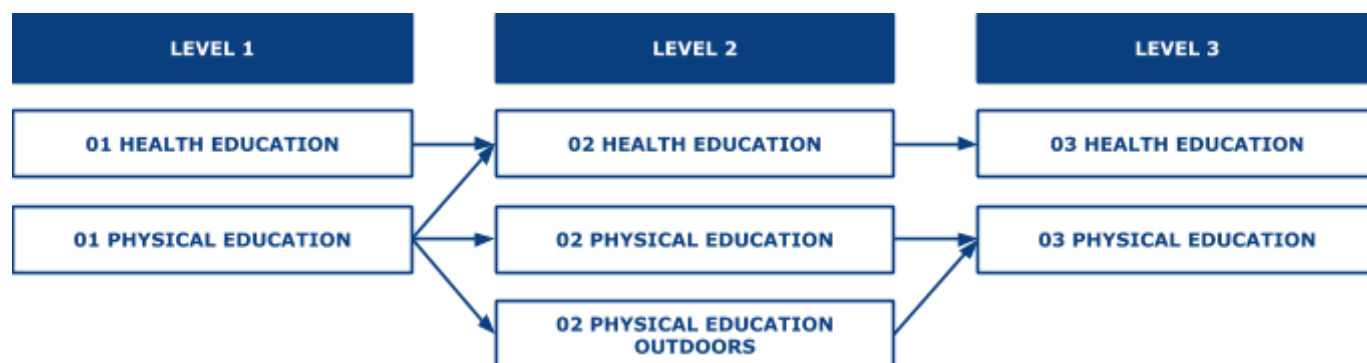 LEVEL 1
LEVEL 2
LEVEL 3
01 HEALTH EDUCATION
02 HEALTH EDUCATION
03 HEALTH EDUCATION
01 PHYSICAL EDUCATION
02 PHYSICAL EDUCATION
03 PHYSICAL EDUCATION
02 PHYSICAL EDUCATION
OUTDOORS